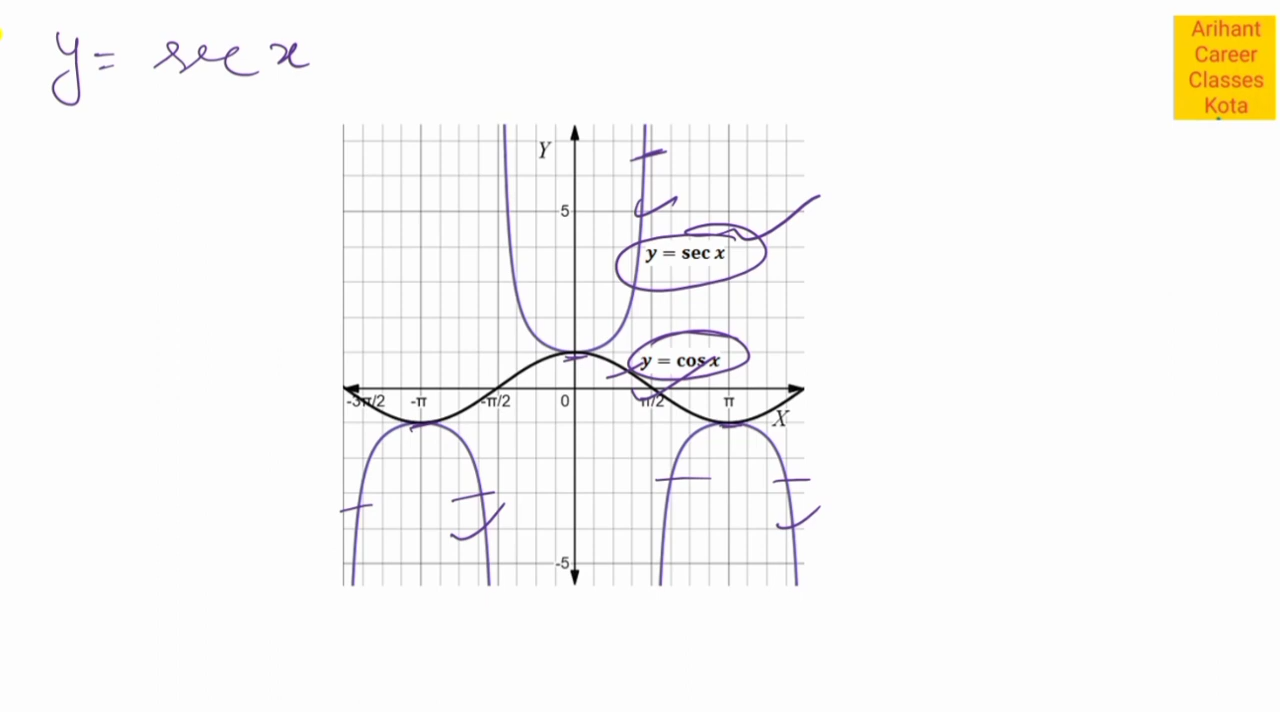 y = sec x
Arihant
Career
Classes
Kota
Y
5
y = sec x
y = cos x
-3π/2 -π -π/2 0 π/2 π
X
-5